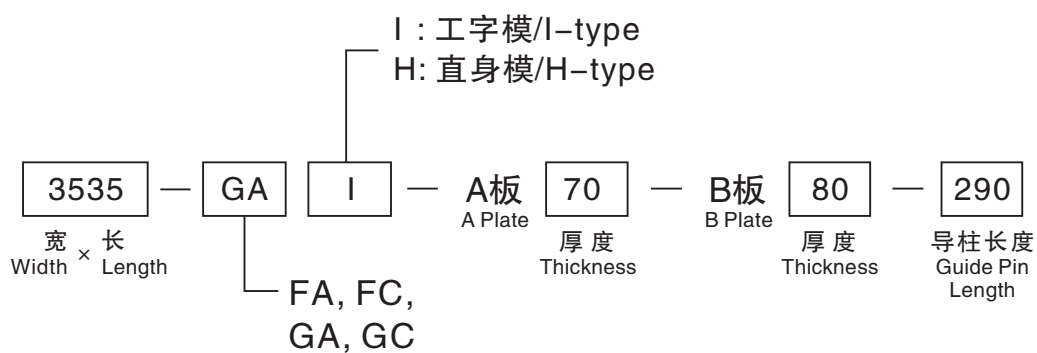 I : 工字模/I-type
H: 直身模/H-type
3535 — GA I — A板 70 — B板 80 — 290
A Plate B Plate
宽 × 长 厚度 厚度 导柱长度
Width Length Thickness Thickness Guide Pin
Length
FA, FC,
GA, GC